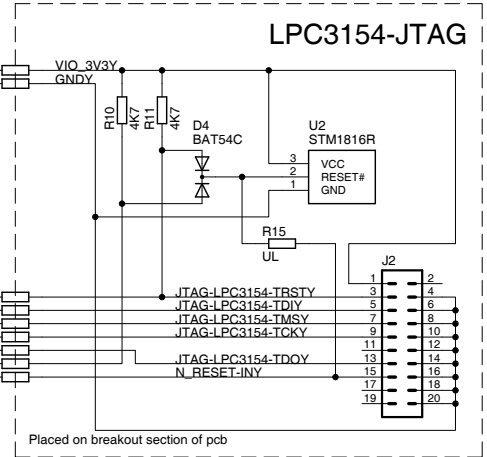 LPC3154-JTAG
VIO_3V3Y
GNDY
R10
4K7
R11
4K7
D4
BAT54C
U2
STM1816R
3 VCC
2 RESET#
1 GND
R15
UL
J2
JTAG-LPC3154-TRSTY
JTAG-LPC3154-TDIY
JTAG-LPC3154-TMSY
JTAG-LPC3154-TCKY
JTAG-LPC3154-TDOY
N_RESET-INY
1 2
3 4
5 6
7 8
9 10
11 12
13 14
15 16
17 18
19 20
Placed on breakout section of pcb